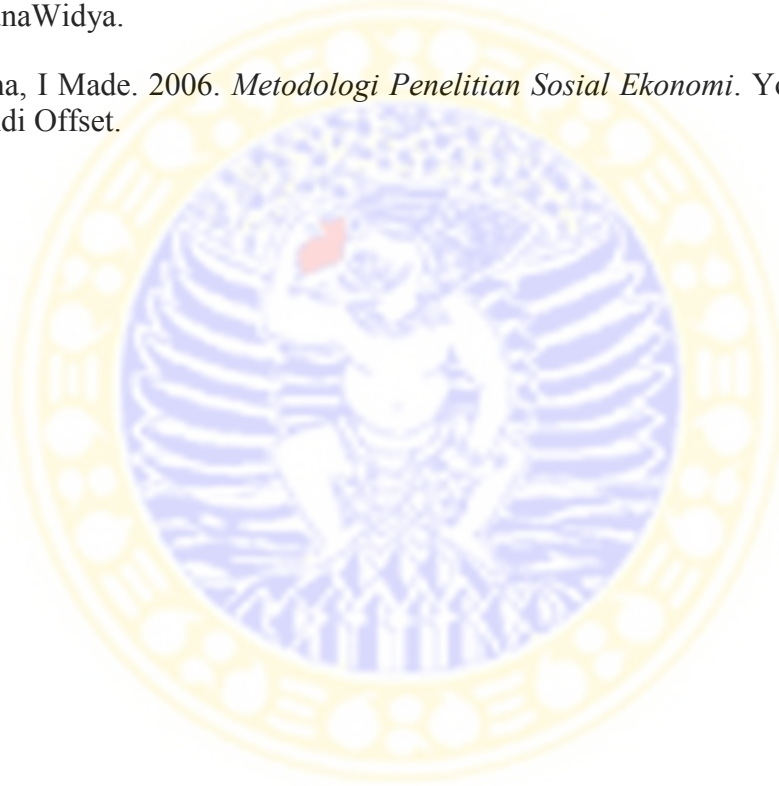 naWidya.
na, I Made. 2006. Metodologi Penelitian Sosial Ekonomi. Yo
di Offset.